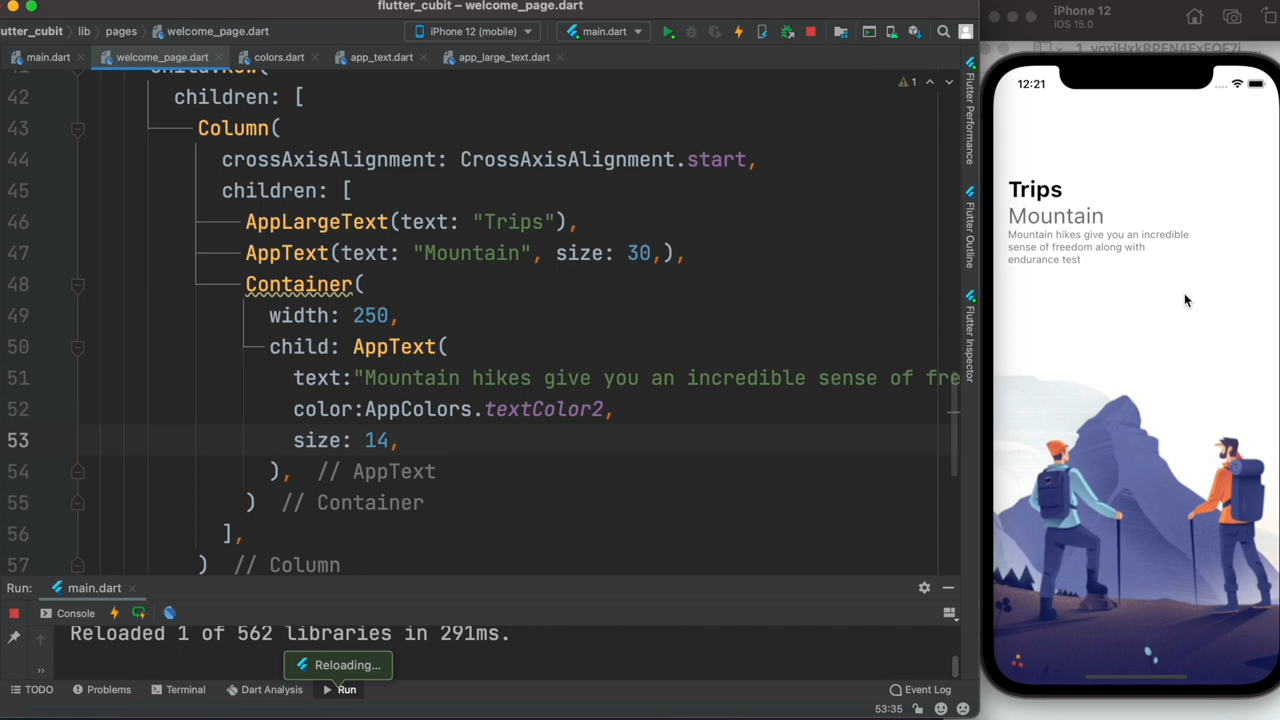 flutter_cubit – welcome_page.dart
lutter_cubit
lib
pages
welcome_page.dart
iPhone 12 (mobile)
main.dart
main.dart
welcome_page.dart
colors.dart
app_text.dart
app_large_text.dart
42 children: [
43 Column(
44 crossAxisAlignment: CrossAxisAlignment.start,
45 children: [
46 AppLargeText(text: "Trips"),
47 AppText(text: "Mountain", size: 30,),
48 Container(
49 width: 250,
50 child: AppText(
51 text:"Mountain hikes give you an incredible sense of fre
52 color:AppColors.textColor2,
53 size: 14,
54 ), // AppText
55 ) // Container
56 ],
57 ) // Column
1
Flutter Performance
Flutter Outline
Flutter Inspector
Run:
main.dart
Console
Reloaded 1 of 562 libraries in 291ms.
Reloading...
TODO
Problems
Terminal
Dart Analysis
Run
Event Log
53:35
iPhone 12
iOS 15.0
12:21
Trips
Mountain
Mountain hikes give you an incredible
sense of freedom along with
endurance test